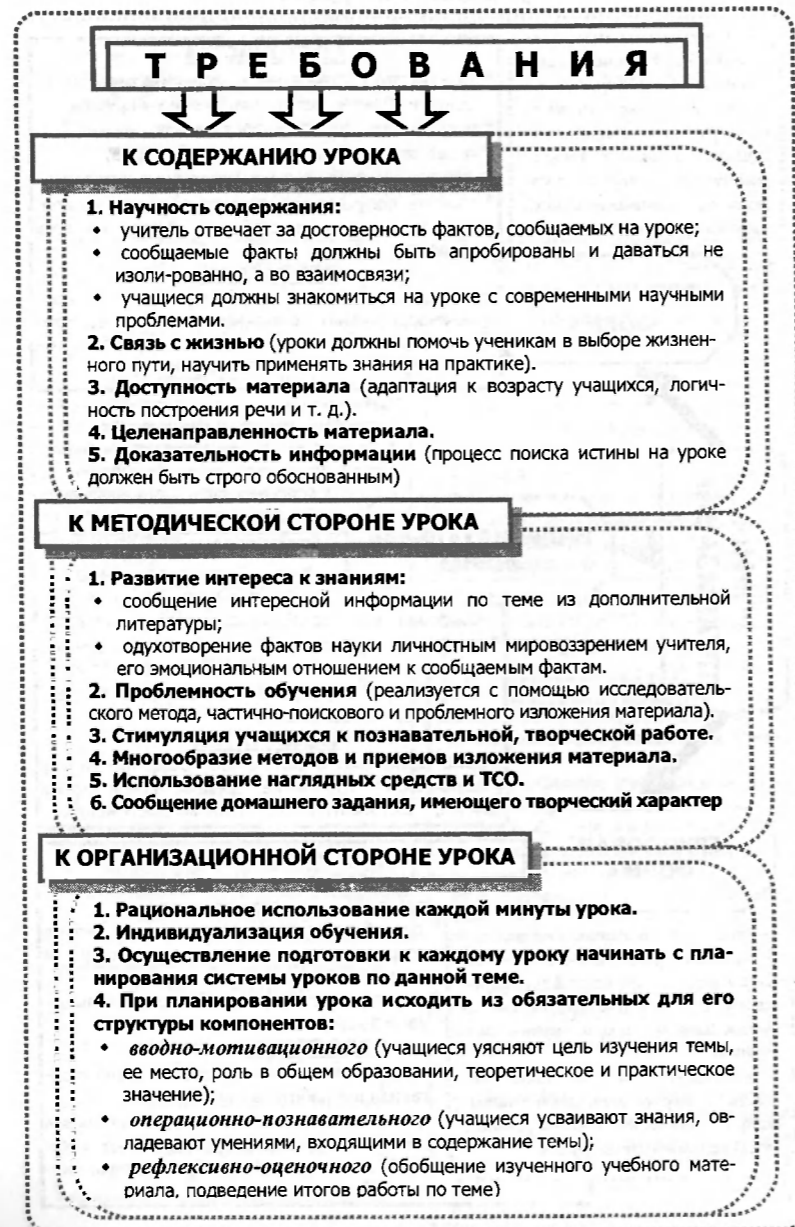 ТРЕБОВАНИЯ
К СОДЕРЖАНИЮ УРОКА
1. Научность содержания:
• учитель отвечает за достоверность фактов, сообщаемых на уроке;
• сообщаемые факты должны быть апробированы и даваться не
изоли-рованно, а во взаимосвязи;
• учащиеся должны знакомиться на уроке с современными научными
проблемами.
2. Связь с жизнью (уроки должны помочь ученикам в выборе жизнен-
ного пути, научить применять знания на практике).
3. Доступность материала (адаптация к возрасту учащихся, логич-
ность построения речи и т. д.).
4. Целенаправленность материала.
5. Доказательность информации (процесс поиска истины на уроке
должен быть строго обоснованным)
К МЕТОДИЧЕСКОЙ СТОРОНЕ УРОКА
1. Развитие интереса к знаниям:
• сообщение интересной информации по теме из дополнительной
литературы;
• одухотворение фактов науки личностным мировоззрением учителя,
его эмоциональным отношением к сообщаемым фактам.
2. Проблемность обучения (реализуется с помощью исследователь-
ского метода, частично-поискового и проблемного изложения материала).
3. Стимуляция учащихся к познавательной, творческой работе.
4. Многообразие методов и приемов изложения материала.
5. Использование наглядных средств и ТСО.
6. Сообщение домашнего задания, имеющего творческий характер
К ОРГАНИЗАЦИОННОЙ СТОРОНЕ УРОКА
1. Рациональное использование каждой минуты урока.
2. Индивидуализация обучения.
3. Осуществление подготовки к каждому уроку начинать с пла-
нирования системы уроков по данной теме.
4. При планировании урока исходить из обязательных для его
структуры компонентов:
• вводно-мотивационного (учащиеся уясняют цель изучения темы,
ее место, роль в общем образовании, теоретическое и практическое
значение);
• операционно-познавательного (учащиеся усваивают знания, ов-
ладевают умениями, входящими в содержание темы);
• рефлексивно-оценочного (обобщение изученного учебного мате-
риала, подведение итогов работы по теме)